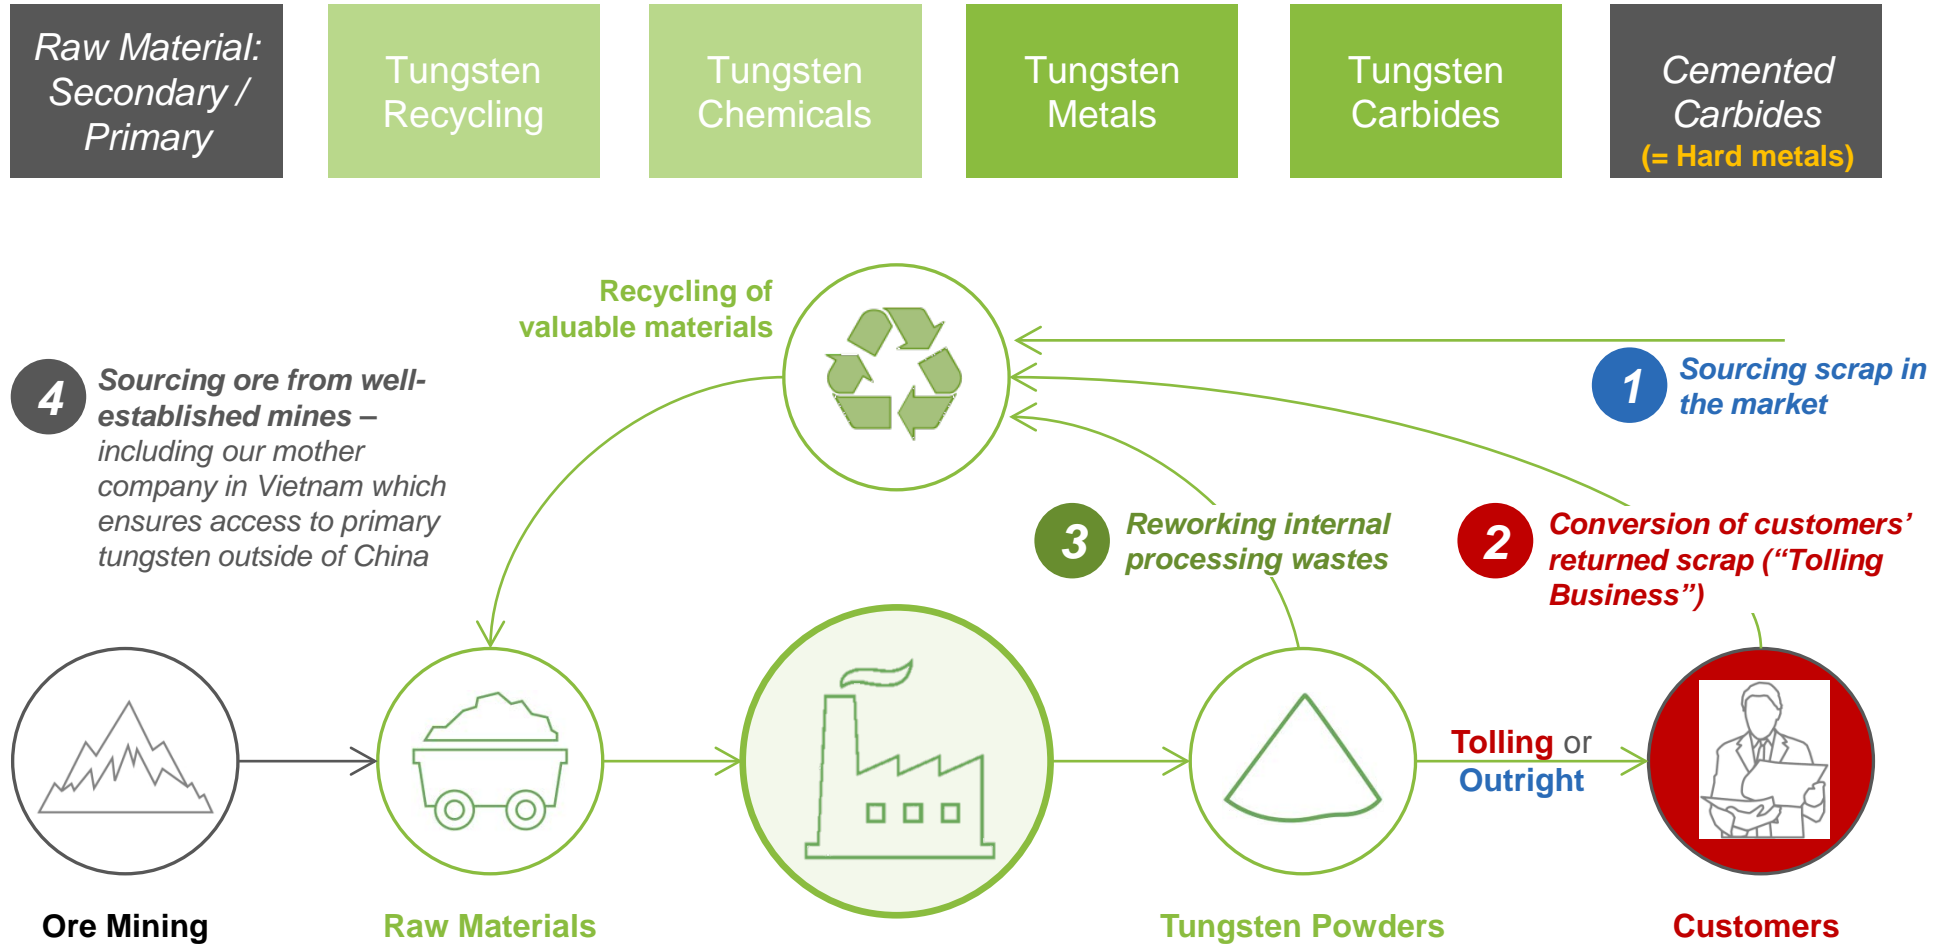 Raw Material:
Secondary /
Primary
Tungsten
Recycling
Tungsten
Chemicals
Tungsten
Metals
Tungsten
Carbides
Cemented
Carbides
(= Hard metals)
Recycling of
valuable materials
4
Sourcing ore from well-
established mines –
including our mother
company in Vietnam which
ensures access to primary
tungsten outside of China
1
Sourcing scrap in
the market
3
Reworking internal
processing wastes
2
Conversion of customers’
returned scrap (“Tolling
Business”)
Tolling or
Outright
Ore Mining
Raw Materials
Tungsten Powders
Customers